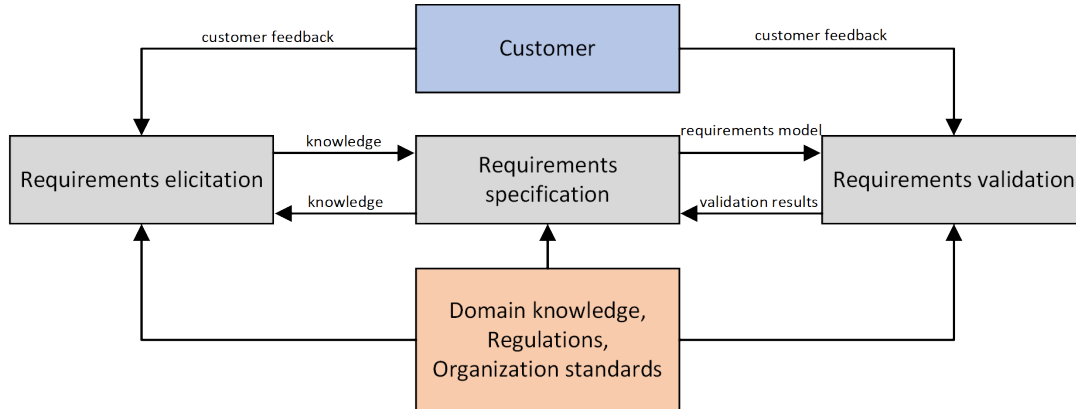 customer feedback
Customer
customer feedback
knowledge
requirements model
Requirements elicitation
Requirements
specification
Requirements validation
knowledge
validation results
Domain knowledge,
Regulations,
Organization standards